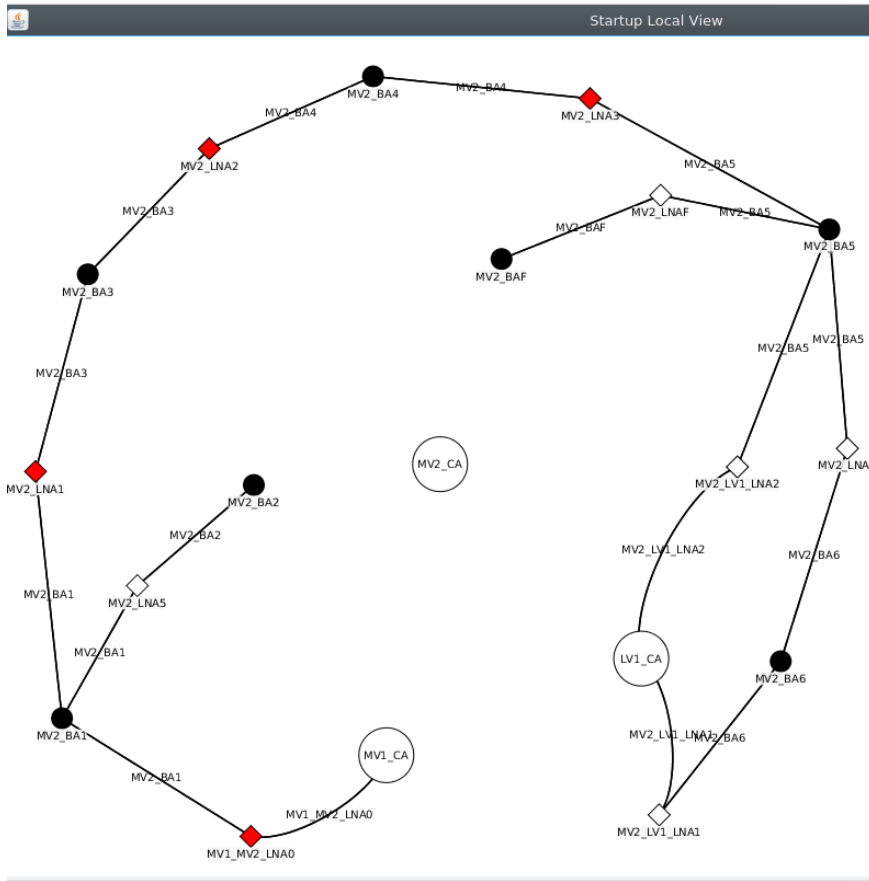 Startup Local View
MV2_BA4
MV2_BA4
MV2_BA4
MV2_LNA3
MV2_LNA2
MV2_BA5
MV2_BA3
MV2_LNAF
MV2_BA5
MV2_BAF
MV2_BA5
MV2_BAF
MV2_BA3
MV2_BA5
MV2_BA5
MV2_BA3
MV2_CA
MV2_LNA
MV2_LNA1
MV2_LV1_LNA2
MV2_BA2
MV2_BA2
MV2_LV1_LNA2
MV2_BA6
MV2_BA1
MV2_LNA5
MV2_BA1
LV1_CA
MV2_BA6
MV2_BA1
MV2_LV1_LNA1
MV2_BA6
MV1_CA
MV2_BA1
MV1_MV2_LNA0
MV2_LV1_LNA1
MV1_MV2_LNA0